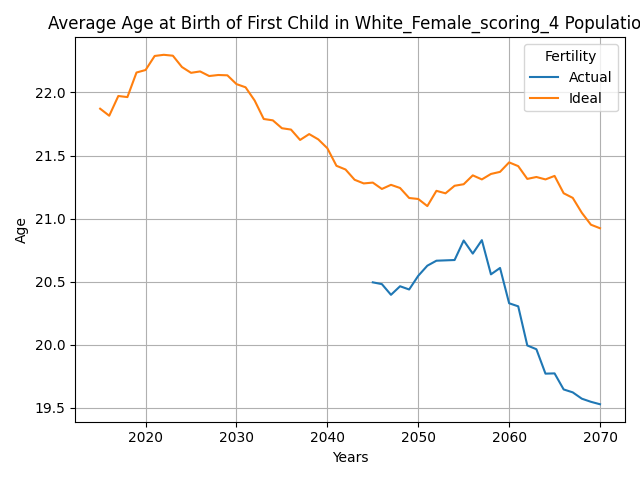 Average Age at Birth of First Child in White_Female_scoring_4 Populatio
Fertility
Actual
Ideal
22.0
21.5
21.0
20.5
20.0
19.5
Age
2020 2030 2040 2050 2060 2070
Years